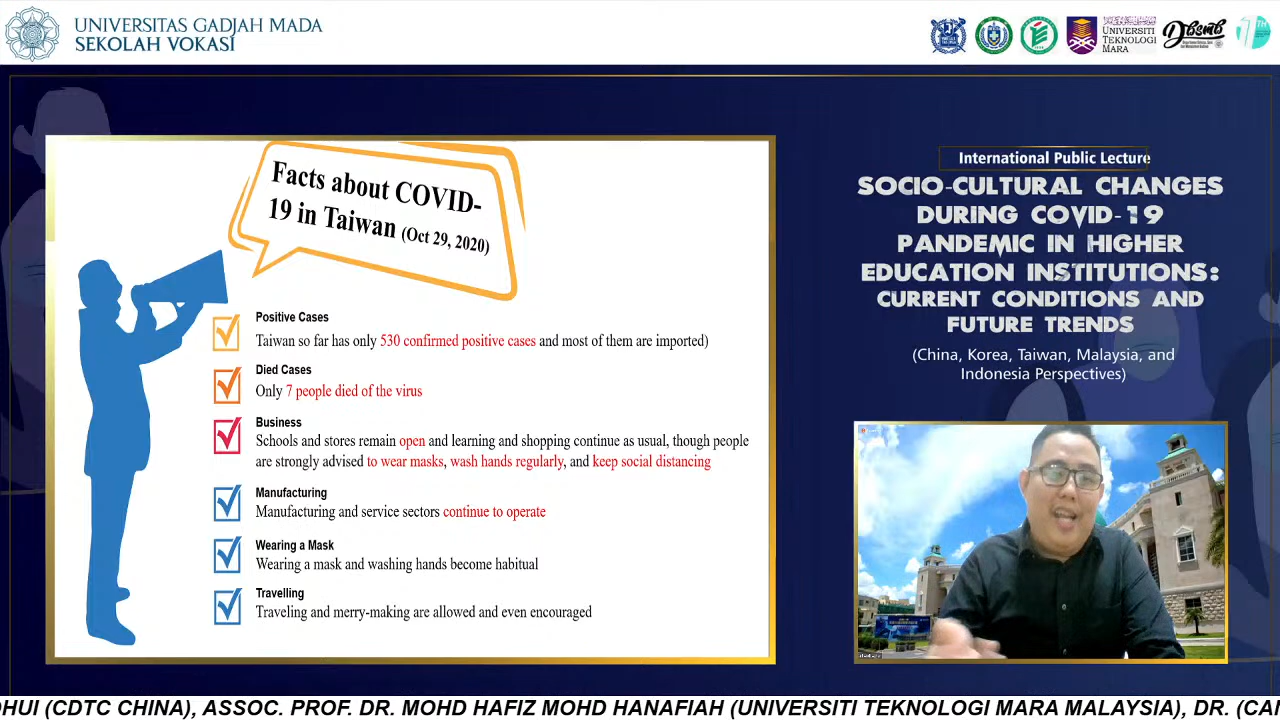 UNIVERSITAS GADJAH MADA
SEKOLAH VOKASI
UNIVERSITI
TEKNOLOGI
MARA
International Public Lecture
SOCIO-CULTURAL CHANGES
DURING COVID-19
PANDEMIC IN HIGHER
EDUCATION INSTITUTIONS:
CURRENT CONDITIONS AND
FUTURE TRENDS
(China, Korea, Taiwan, Malaysia, and
Indonesia Perspectives)
Facts about COVID-
19 in Taiwan (Oct 29, 2020)
Positive Cases
Taiwan so far has only 530 confirmed positive cases and most of them are imported)
Died Cases
Only 7 people died of the virus
Business
Schools and stores remain open and learning and shopping continue as usual, though people
are strongly advised to wear masks, wash hands regularly, and keep social distancing
Manufacturing
Manufacturing and service sectors continue to operate
Wearing a Mask
Wearing a mask and washing hands become habitual
Travelling
Traveling and merry-making are allowed and even encouraged
OHUI (CDTC CHINA), ASSOC. PROF. DR. MOHD HAFIZ MOHD HANAFIAH (UNIVERSITI TEKNOLOGI MARA MALAYSIA), DR. (CAI